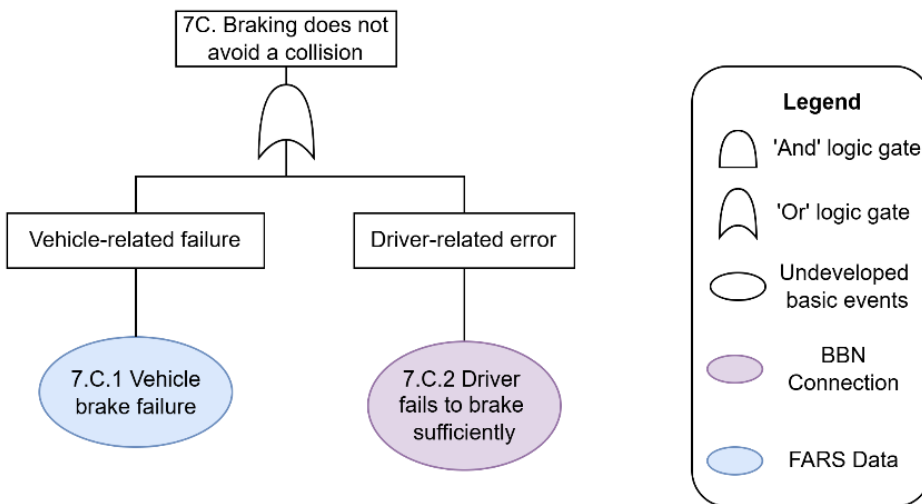 7C. Braking does not
avoid a collision
Vehicle-related failure
Driver-related error
7.C.1 Vehicle
brake failure
7.C.2 Driver
fails to brake
sufficiently
Legend
'And' logic gate
'Or' logic gate
Undeveloped
basic events
BBN
Connection
FARS Data